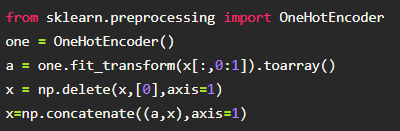 from sklearn.preprocessing import OneHotEncoder
one = OneHotEncoder()
a = one.fit_transform(x[:,0:1]).toarray()
x = np.delete(x,[0],axis=1)
x=np.concatenate((a,x),axis=1)